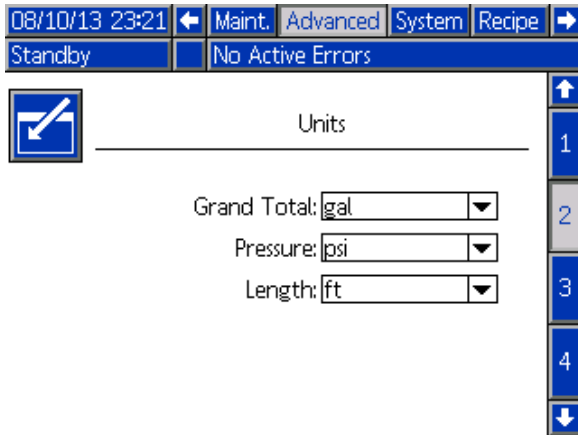 08/10/13 23:21 Maint. Advanced System Recipe
Standby No Active Errors
Units
1
Grand Total: gal
2
Pressure: psi
Length: ft
3
4